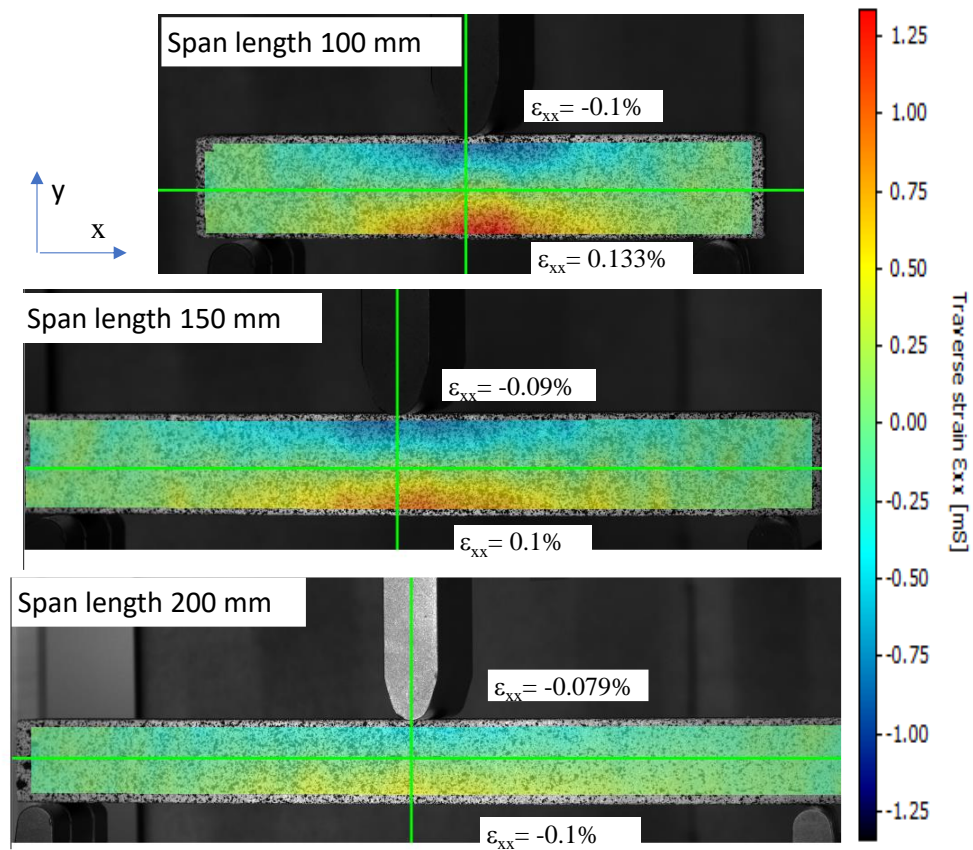 Span length 100 mm
εxx= -0.1%
y
x
εxx= 0.133%
Span length 150 mm
εxx= -0.09%
εxx= 0.1%
Span length 200 mm
εxx= -0.079%
εxx= -0.1%
1.25
1.00
0.75
0.50
0.25
0.00
-0.25
-0.50
-0.75
-1.00
-1.25
Traverse strain Exx [mS]